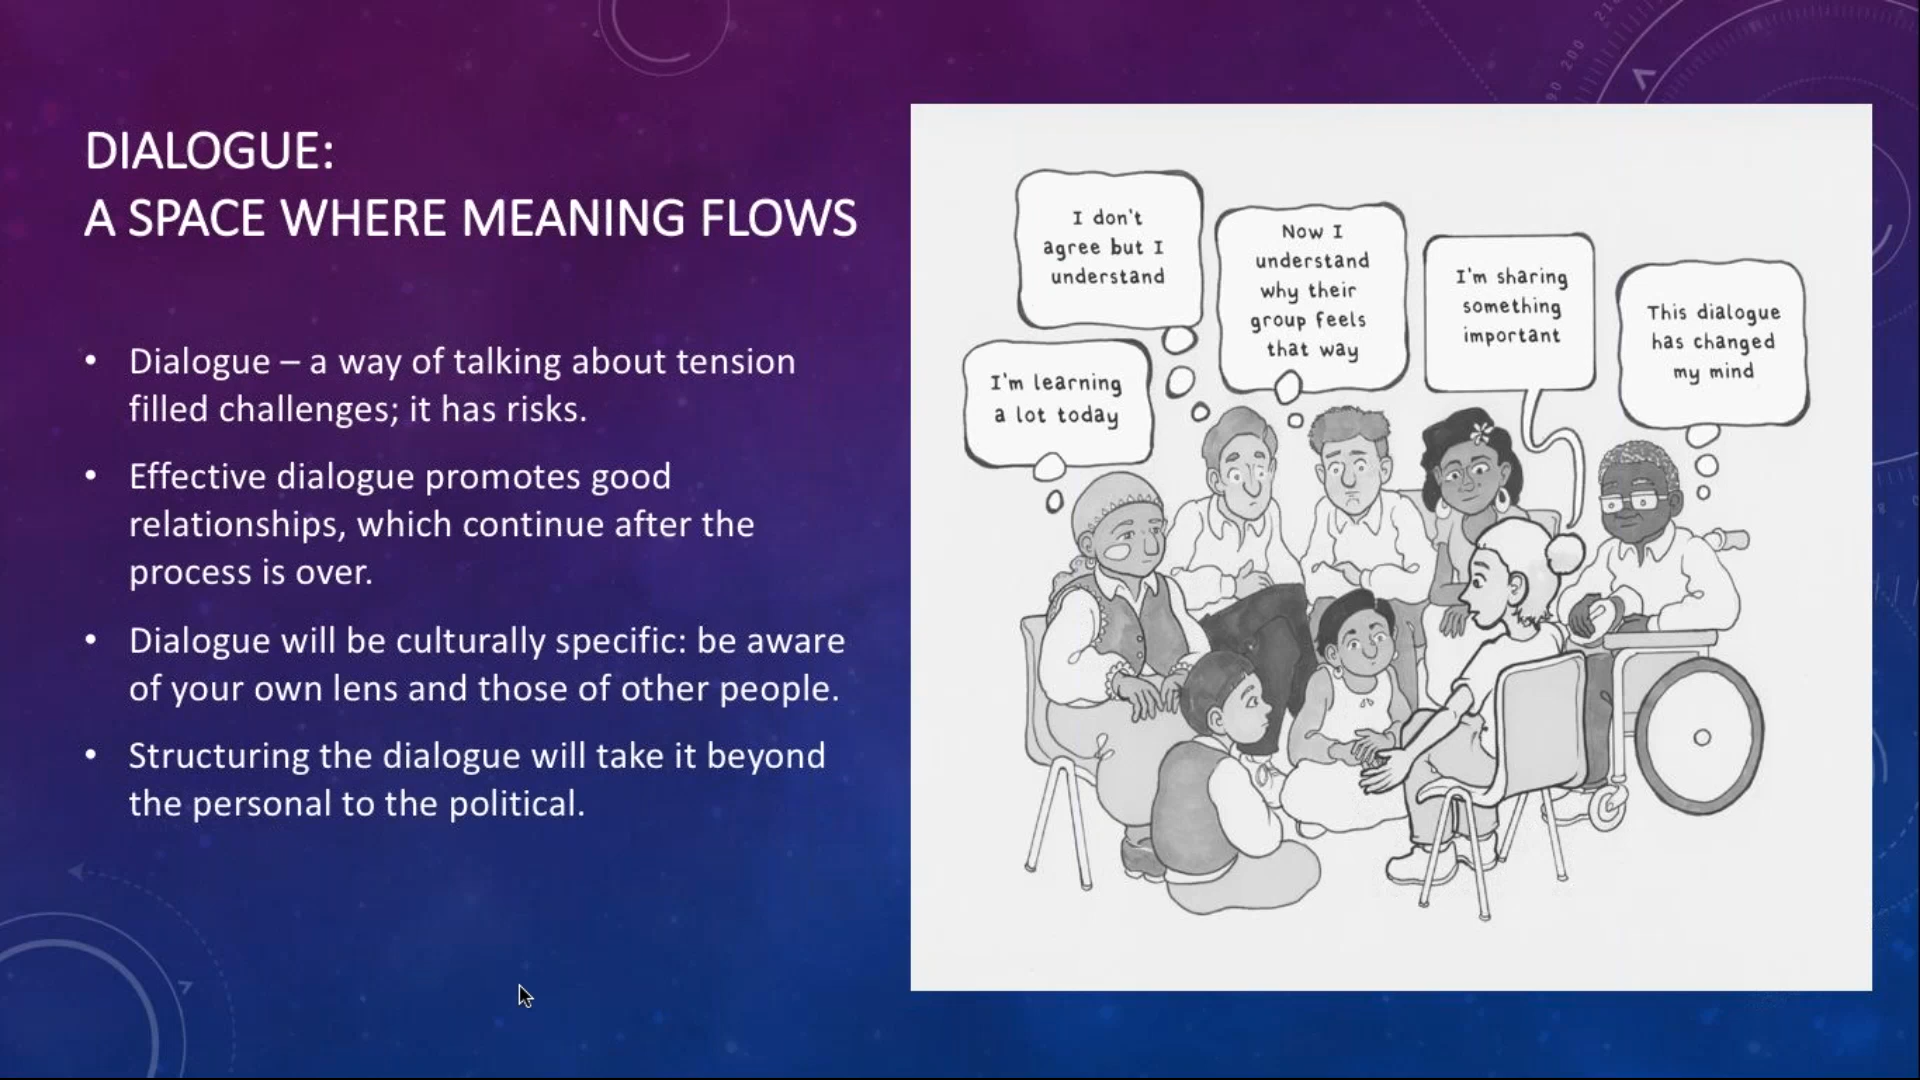 DIALOGUE:
A SPACE WHERE MEANING FLOWS
• Dialogue – a way of talking about tension
filled challenges; it has risks.
• Effective dialogue promotes good
relationships, which continue after the
process is over.
• Dialogue will be culturally specific: be aware
of your own lens and those of other people.
• Structuring the dialogue will take it beyond
the personal to the political.
I'm learning
a lot today
I don't
agree but I
understand
Now I
understand
why their
group feels
that way
I'm sharing
something
important
This dialogue
has changed
my mind
200